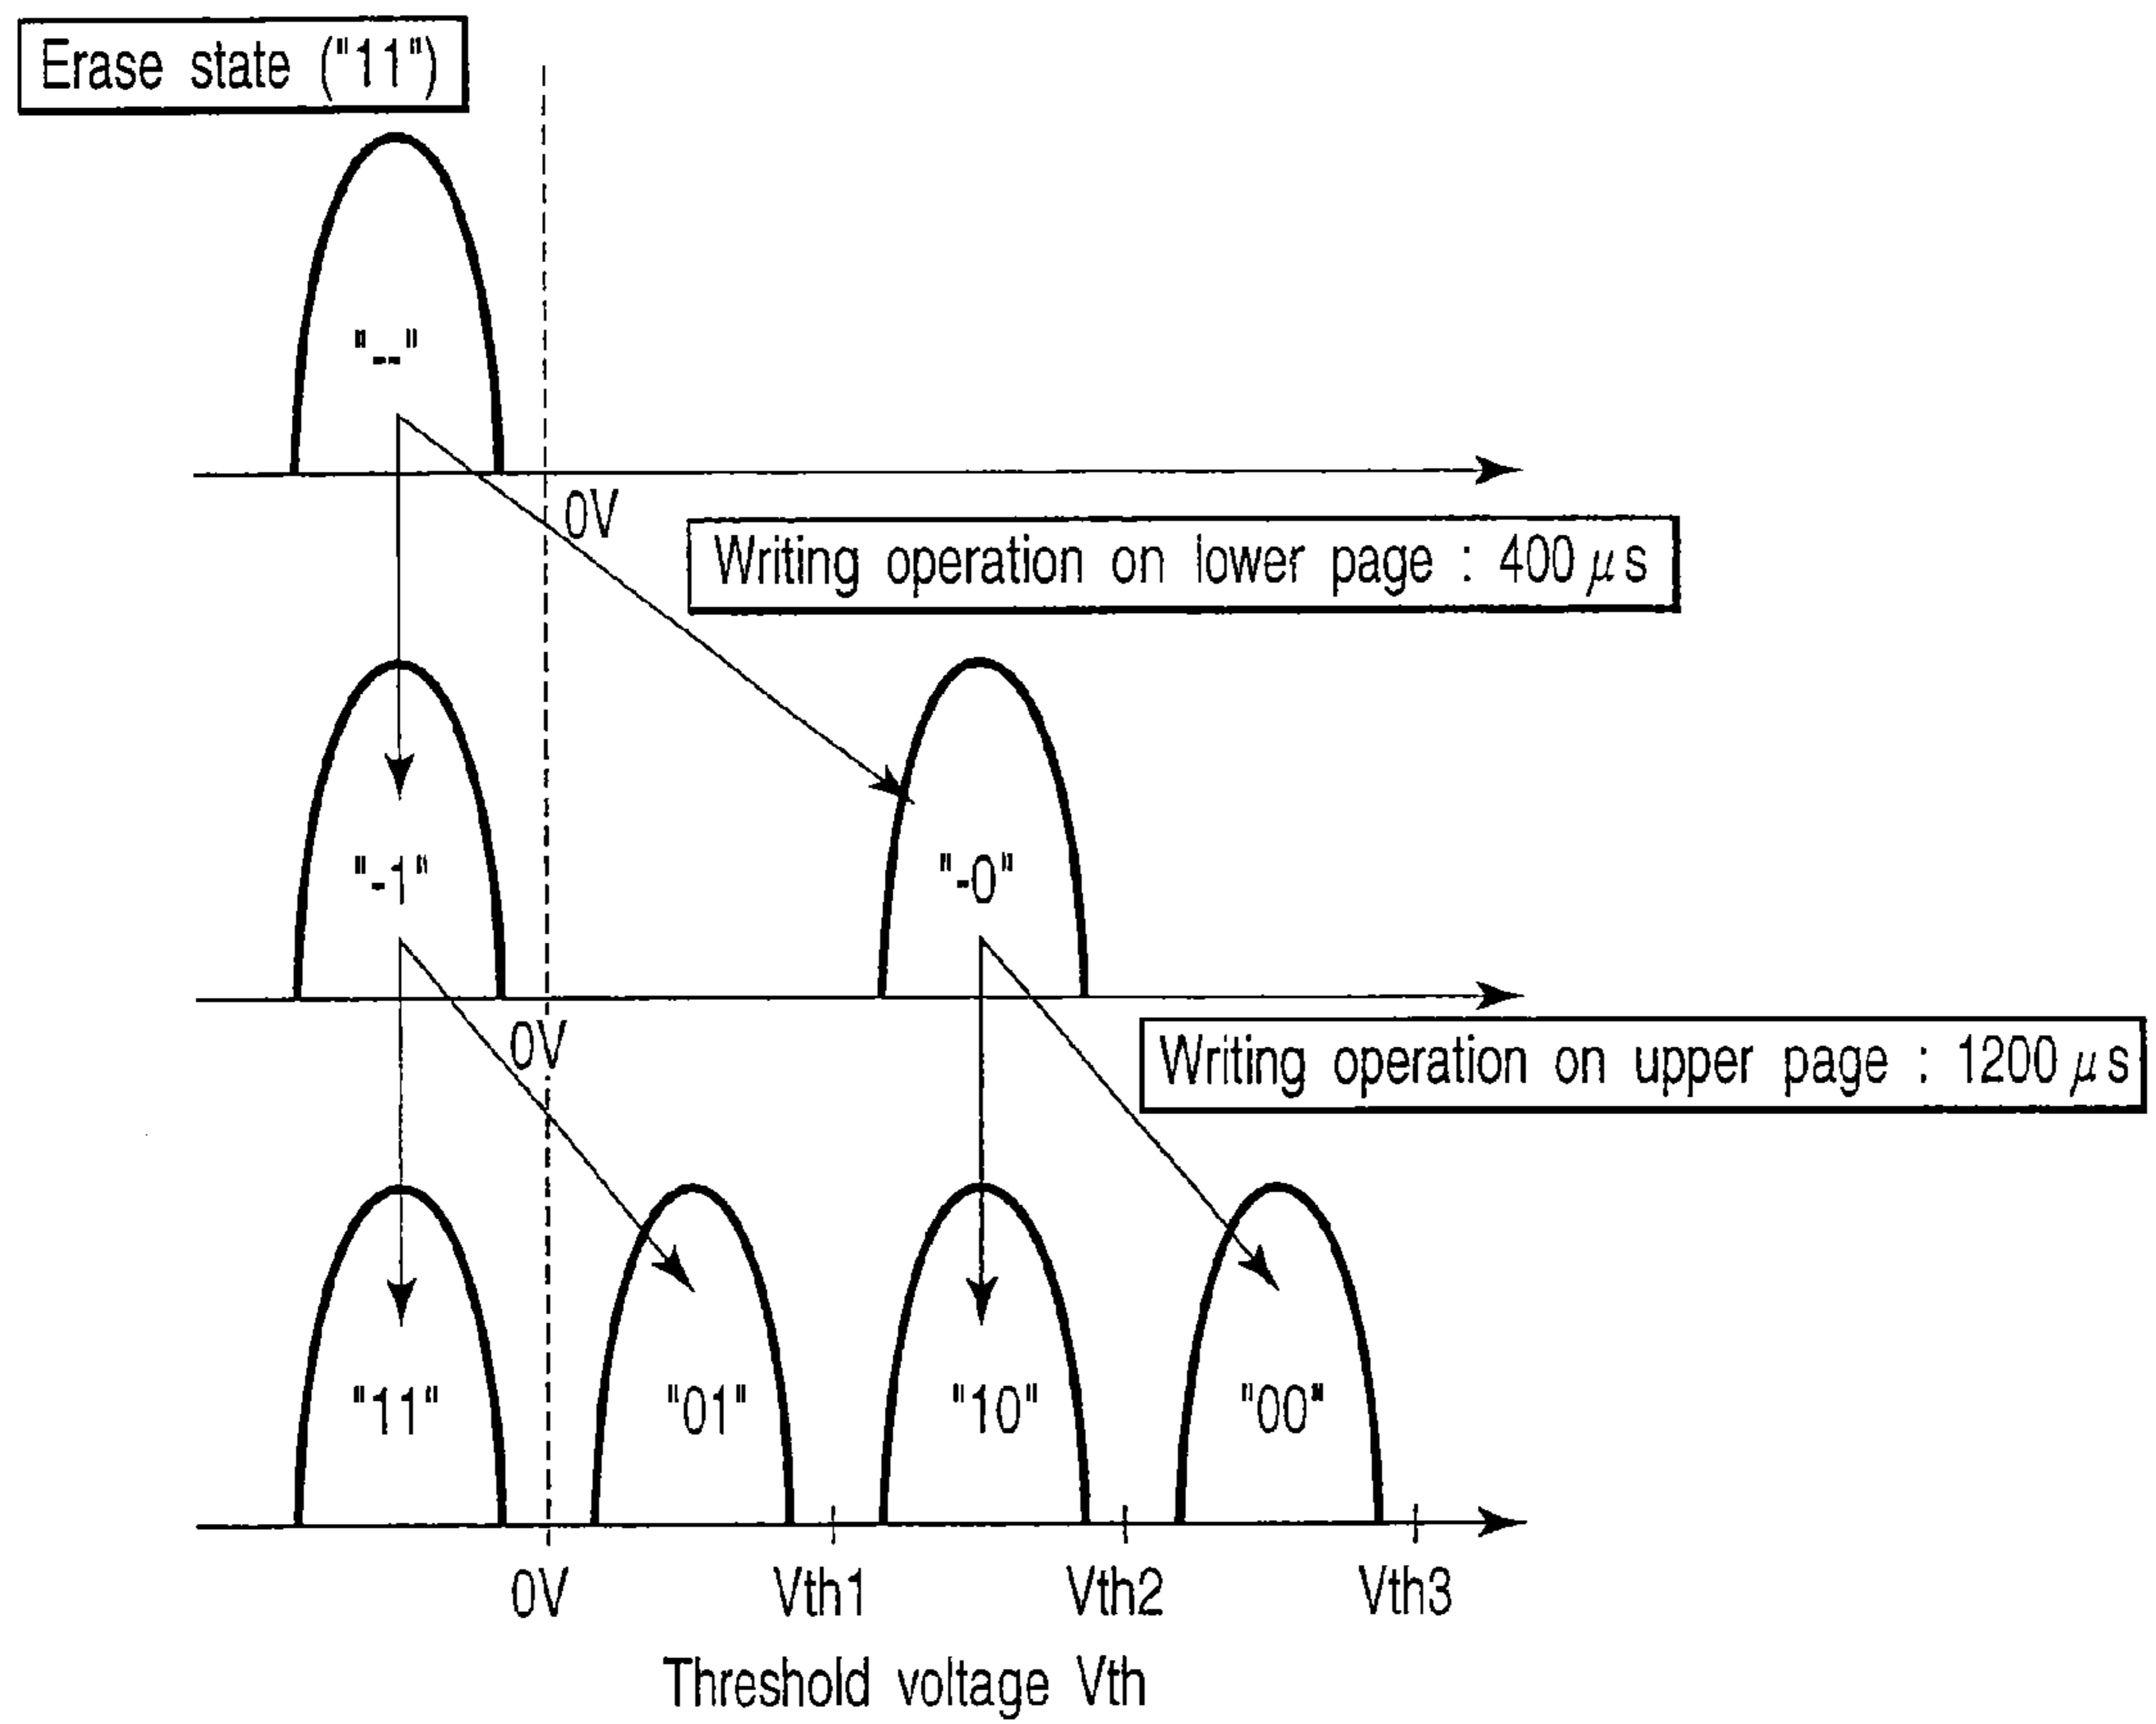 Erase state ("11")
"--"
0V
Writing operation on lower page : 400 μs
"-1"
"-0"
0V
Writing operation on upper page : 1200 μs
"11"
"01"
"10"
"00"
0V
Vth1
Vth2
Vth3
Threshold voltage Vth